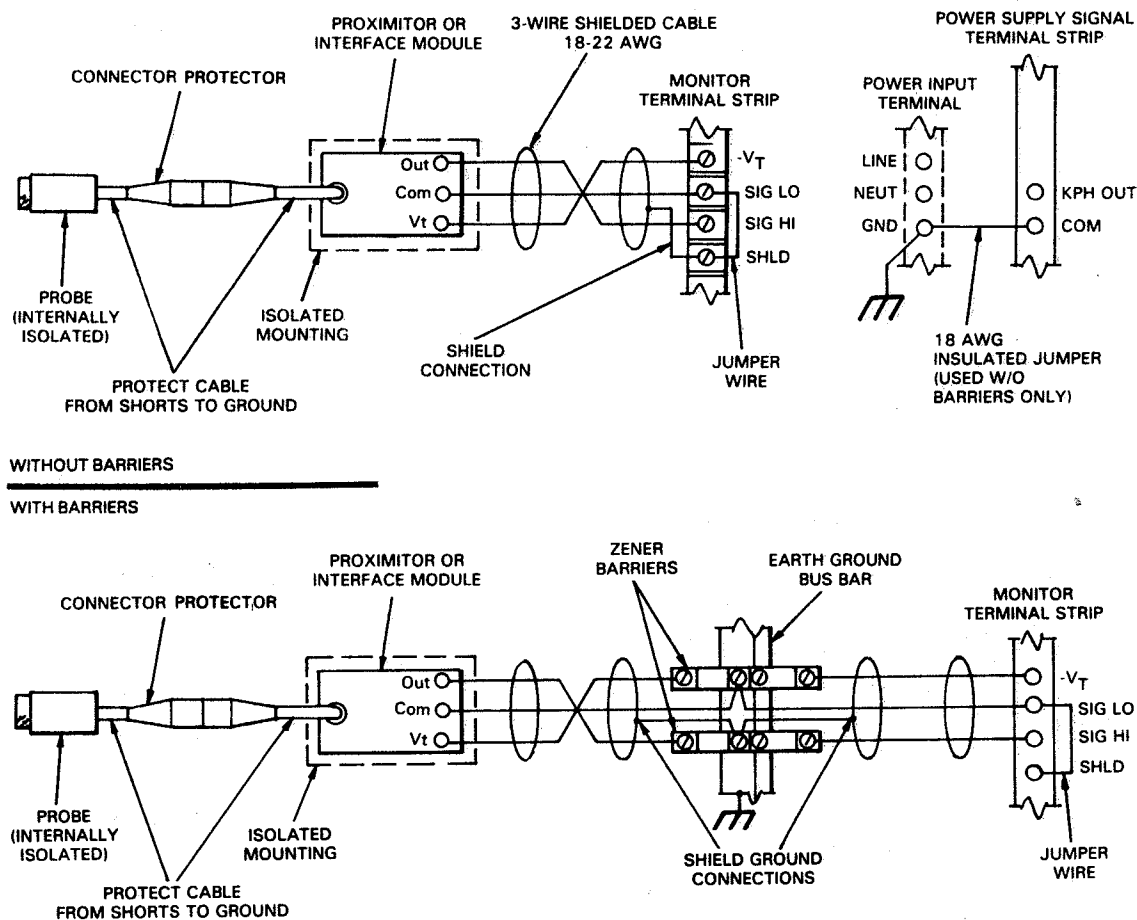 PROXIMITOR OR
INTERFACE MODULE
3-WIRE SHIELDED CABLE
18-22 AWG
POWER SUPPLY SIGNAL
TERMINAL STRIP
CONNECTOR PROTECTOR
MONITOR
TERMINAL STRIP
POWER INPUT
TERMINAL
Out
Com
Vt
-VT
SIG LO
SIG HI
SHLD
LINE
NEUT
GND
KPH OUT
COM
PROBE
(INTERNALLY
ISOLATED)
ISOLATED
MOUNTING
SHIELD
CONNECTION
JUMPER
WIRE
18 AWG
INSULATED JUMPER
(USED W/O
BARRIERS ONLY)
PROTECT CABLE
FROM SHORTS TO GROUND
WITHOUT BARRIERS
WITH BARRIERS
PROXIMITOR OR
INTERFACE MODULE
ZENER
BARRIERS
EARTH GROUND
BUS BAR
CONNECTOR PROTECTOR
MONITOR
TERMINAL STRIP
Out
Com
Vt
-VT
SIG LO
SIG HI
SHLD
PROBE
(INTERNALLY
ISOLATED)
ISOLATED
MOUNTING
SHIELD GROUND
CONNECTIONS
JUMPER
WIRE
PROTECT CABLE
FROM SHORTS TO GROUND